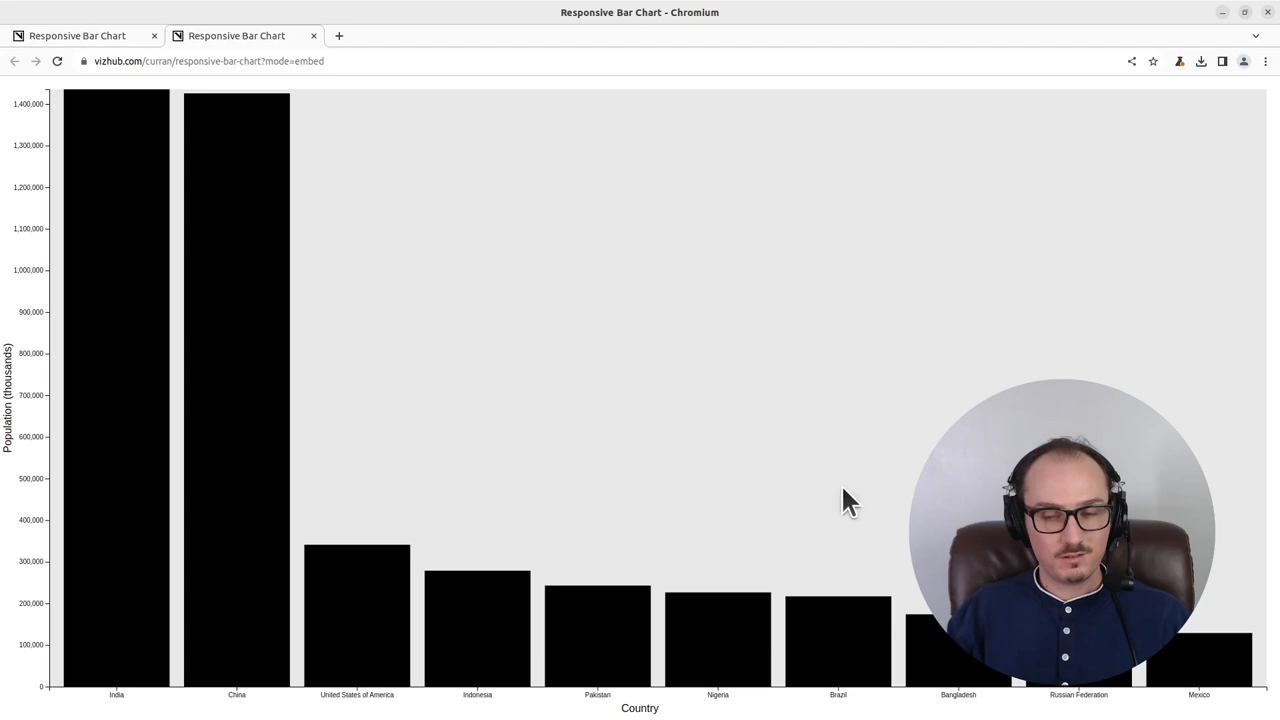 Responsive Bar Chart - Chromium
Responsive Bar Chart
Responsive Bar Chart
vizhub.com/curran/responsive-bar-chart?mode=embed
1,400,000
1,300,000
1,200,000
1,100,000
1,000,000
900,000
800,000
700,000
600,000
500,000
400,000
300,000
200,000
100,000
0
Population (thousands)
India China United States of America Indonesia Pakistan Nigeria Brazil Bangladesh Russian Federation Mexico
Country